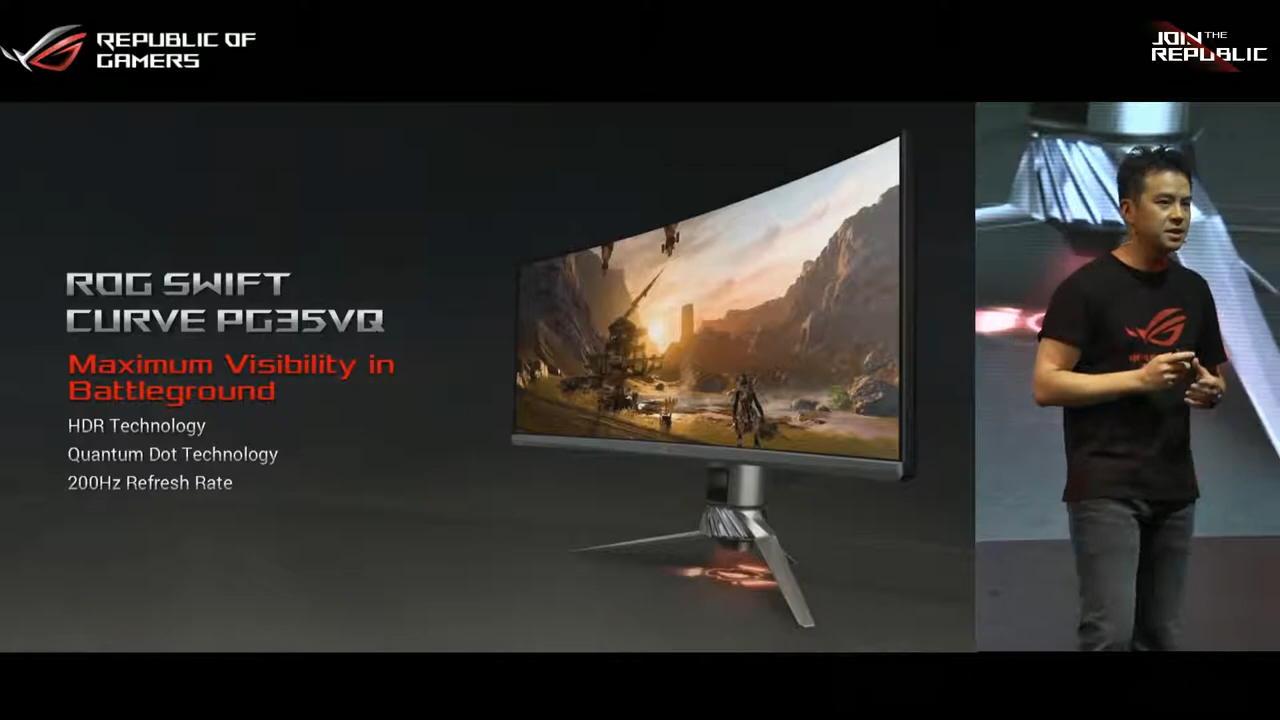 REPUBLIC OF
GAMERS
JOIN THE
REPUBLIC
ROG SWIFT
CURVE PG35VQ
Maximum Visibility in
Battleground
HDR Technology
Quantum Dot Technology
200Hz Refresh Rate